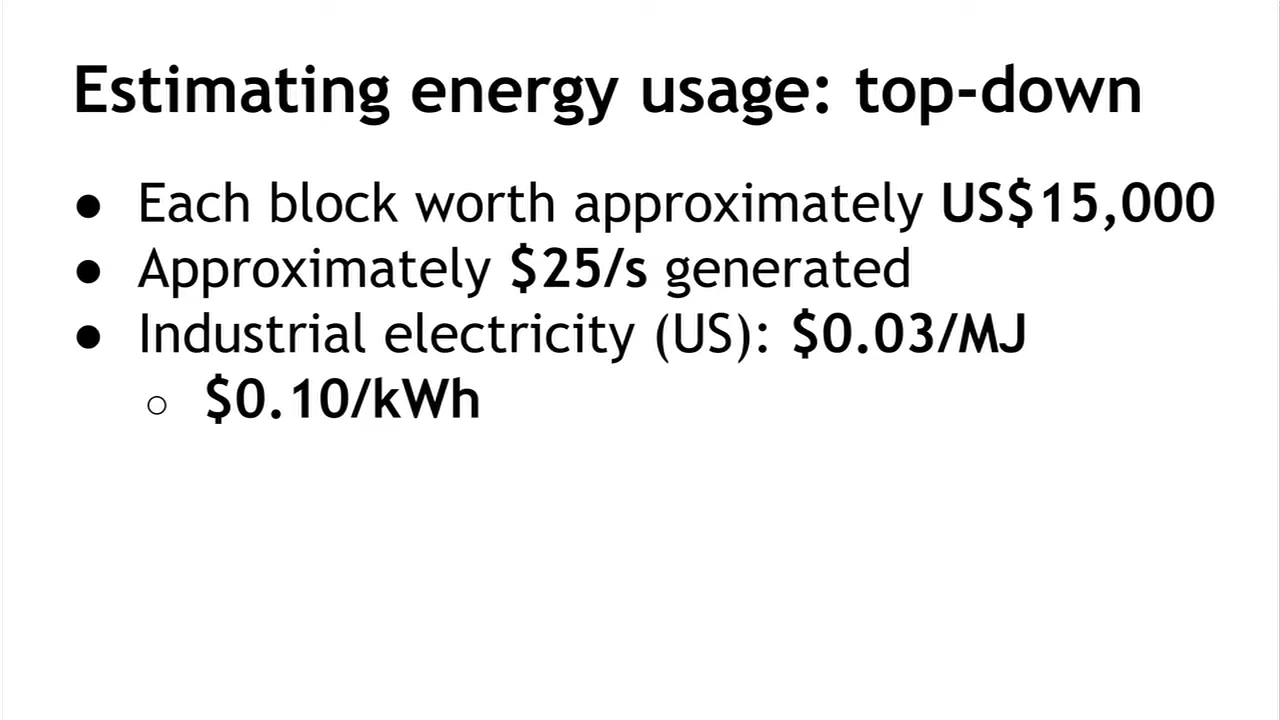 Estimating energy usage: top-down
● Each block worth approximately US$15,000
● Approximately $25/s generated
● Industrial electricity (US): $0.03/MJ
○ $0.10/kWh